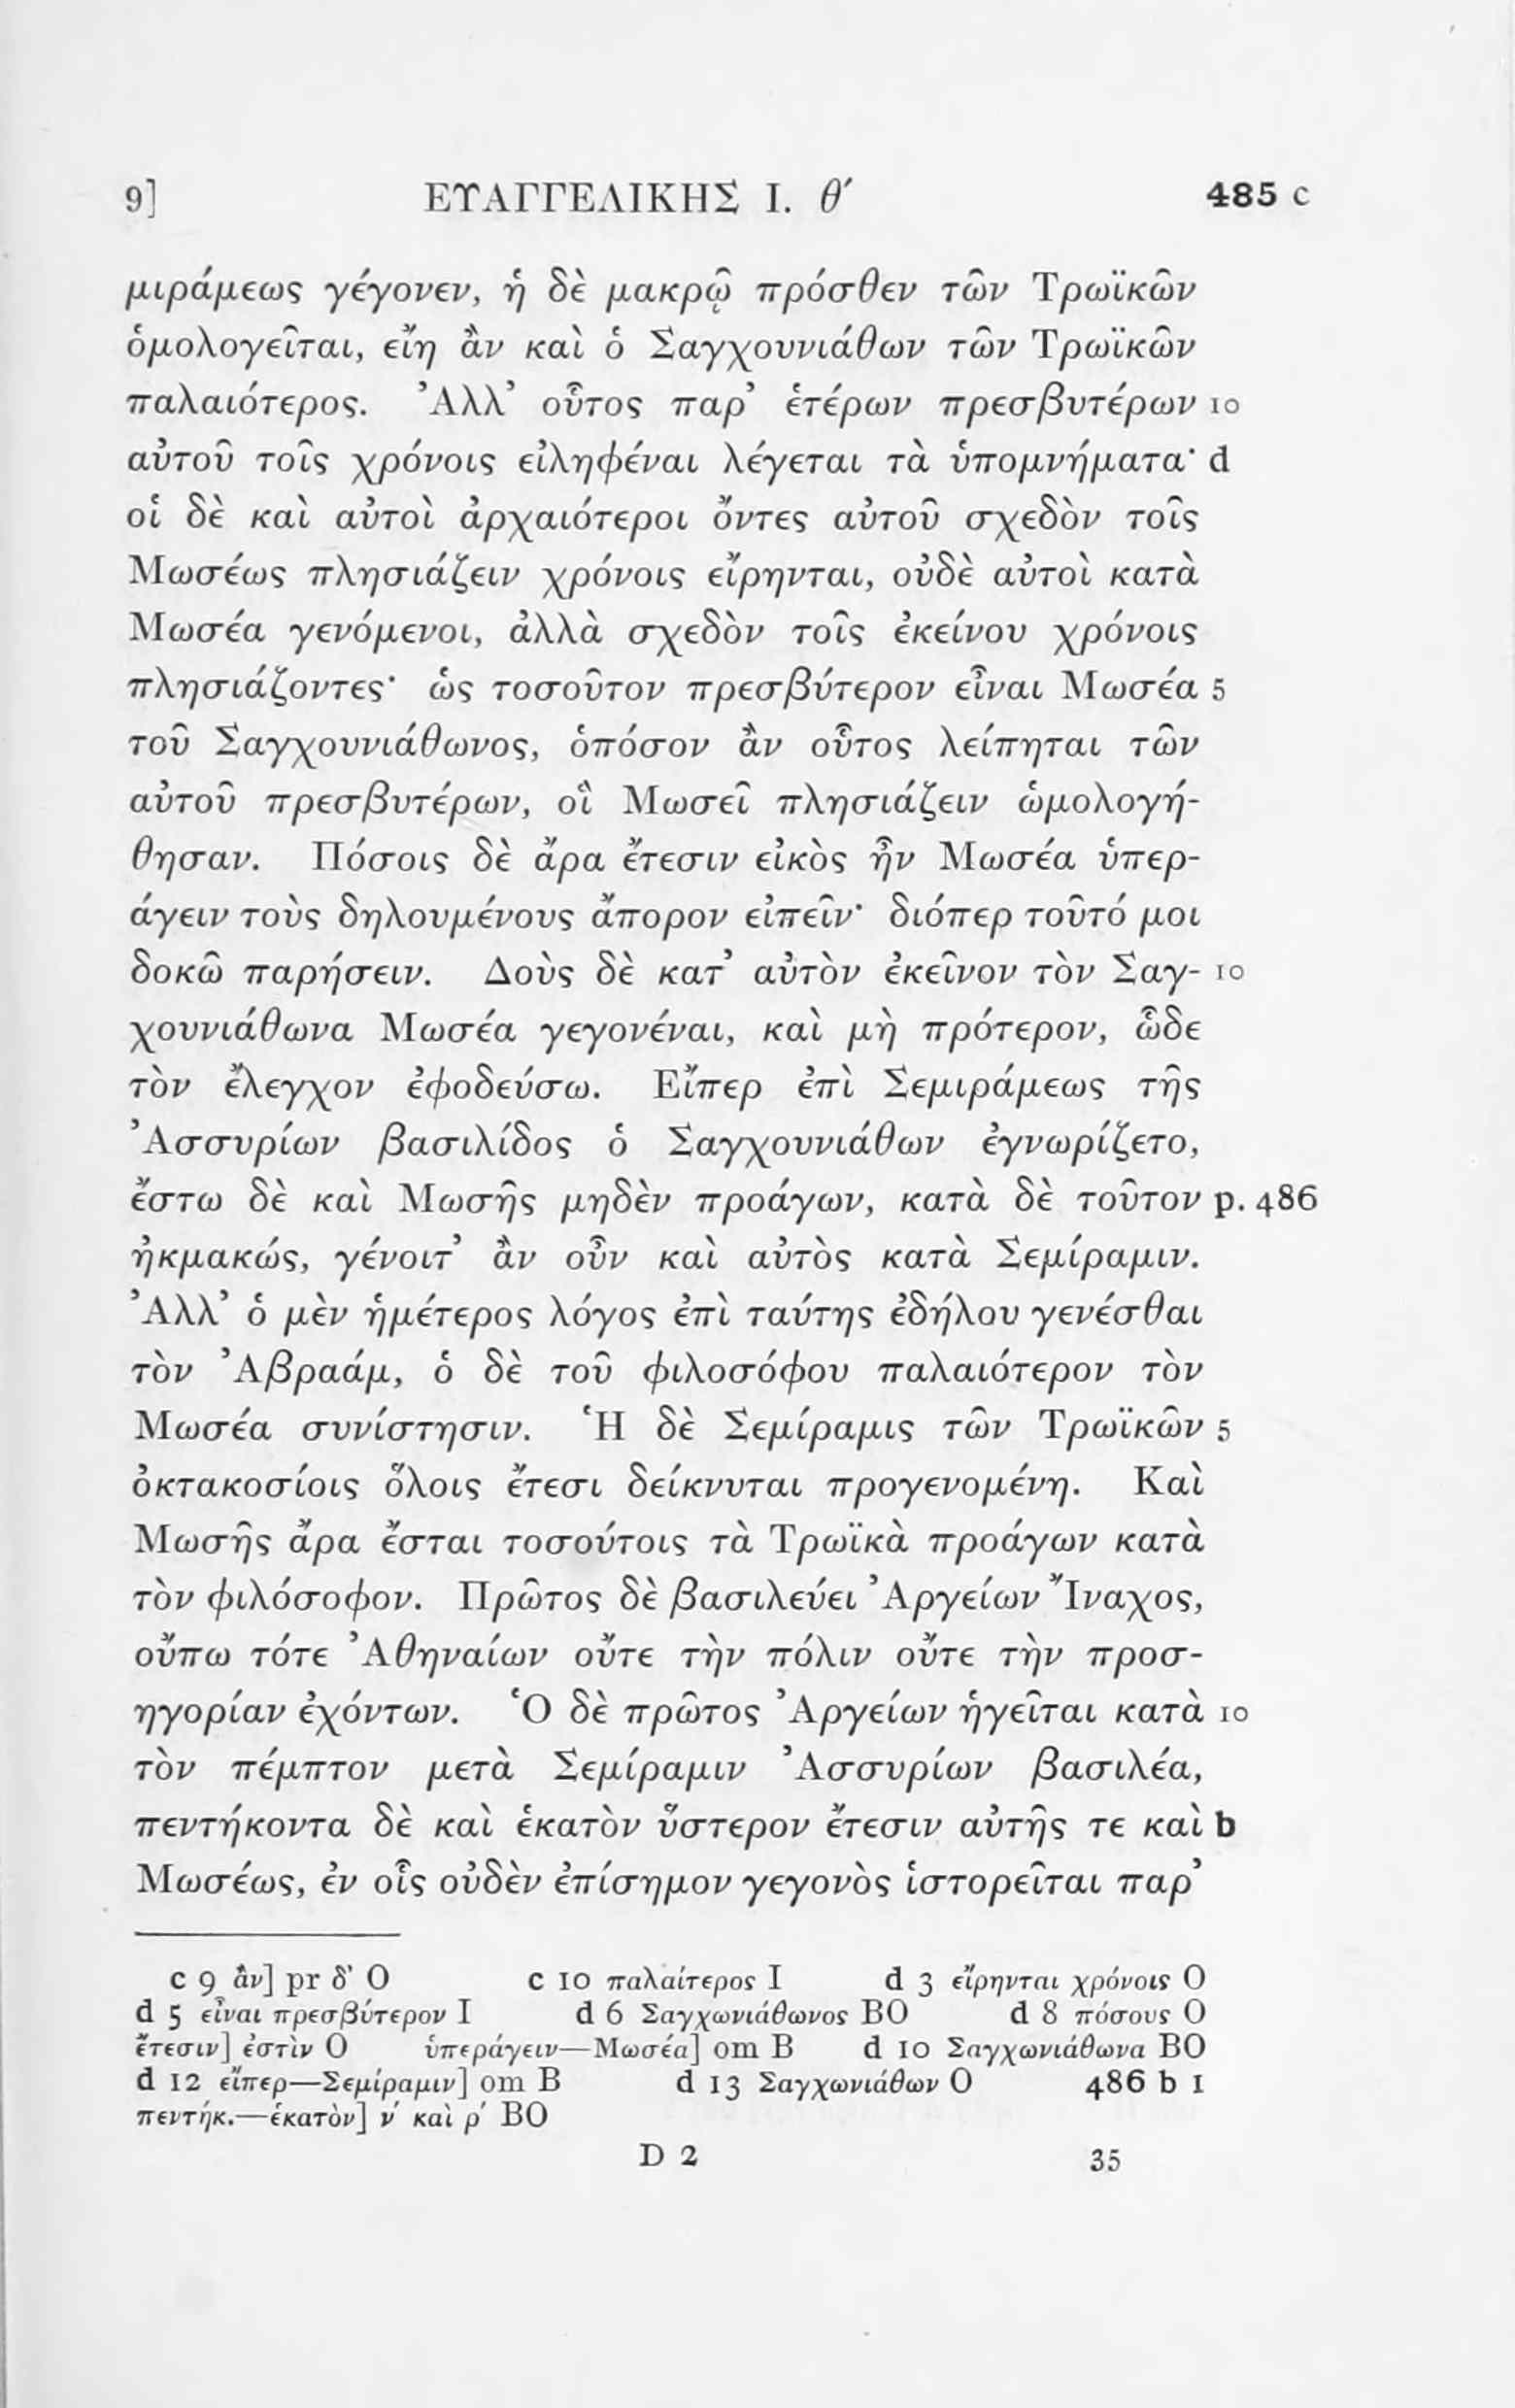 9] ΕΥΑΓΓΕΛΙΚΗΣ Ι. θ′ 485 c
μιράμεως γέγονεν, ἡ δὲ μακρῷ πρόσθεν τῶν Τρωϊκῶν
ὁμολογεῖται, εἴη ἂν καὶ ὁ Σαγχουνιάθων τῶν Τρωϊκῶν
παλαιότερος. Ἀλλ’ οὗτος παρ’ ἑτέρων πρεσβυτέρων 10
αὐτοῦ τοῖς χρόνοις εἰληφέναι λέγεται τὰ ὑπομνήματα· d
οἱ δὲ καὶ αὐτοὶ ἀρχαιότεροι ὄντες αὐτοῦ σχεδὸν τοῖς
Μωσέως πλησιάζειν χρόνοις εἴρηνται, οὐδὲ αὐτοὶ κατὰ
Μωσέα γενόμενοι, ἀλλὰ σχεδὸν τοῖς ἐκείνου χρόνοις
πλησιάζοντες· ὡς τοσοῦτον πρεσβύτερον εἶναι Μωσέα 5
τοῦ Σαγχουνιάθωνος, ὁπόσον ἂν οὗτος λείπηται τῶν
αὐτοῦ πρεσβυτέρων, οἳ Μωσεῖ πλησιάζειν ὡμολογή-
θησαν. Πόσοις δὲ ἄρα ἔτεσιν εἰκὸς ἦν Μωσέα ὑπερ-
άγειν τοὺς δηλουμένους ἄπορον εἰπεῖν· διόπερ τοῦτό μοι
δοκῶ παρήσειν. Δοὺς δὲ κατ’ αὐτὸν ἐκεῖνον τὸν Σαγ- 10
χουνιάθωνα Μωσέα γεγονέναι, καὶ μὴ πρότερον, ὧδε
τὸν ἔλεγχον ἐφοδεύσω. Εἴπερ ἐπὶ Σεμιράμεως τῆς
Ἀσσυρίων βασιλίδος ὁ Σαγχουνιάθων ἐγνωρίζετο,
ἔστω δὲ καὶ Μωσῆς μηδὲν προάγων, κατὰ δὲ τοῦτον p. 486
ἠκμακώς, γένοιτ’ ἂν οὖν καὶ αὐτὸς κατὰ Σεμίραμιν.
Ἀλλ’ ὁ μὲν ἡμέτερος λόγος ἐπὶ ταύτης ἐδήλου γενέσθαι
τὸν Ἀβραάμ, ὁ δὲ τοῦ φιλοσόφου παλαιότερον τὸν
Μωσέα συνίστησιν. Ἡ δὲ Σεμίραμις τῶν Τρωϊκῶν 5
ὀκτακοσίοις ὅλοις ἔτεσι δείκνυται προγενομένη. Καὶ
Μωσῆς ἄρα ἔσται τοσούτοις τὰ Τρωϊκὰ προάγων κατὰ
τὸν φιλόσοφον. Πρῶτος δὲ βασιλεύει Ἀργείων Ἴναχος,
οὔπω τότε Ἀθηναίων οὔτε τὴν πόλιν οὔτε τὴν προσ-
ηγορίαν ἐχόντων. Ὁ δὲ πρῶτος Ἀργείων ἡγεῖται κατὰ 10
τὸν πέμπτον μετὰ Σεμίραμιν Ἀσσυρίων βασιλέα,
πεντήκοντα δὲ καὶ ἑκατὸν ὕστερον ἔτεσιν αὐτῆς τε καὶ b
Μωσέως, ἐν οἷς οὐδὲν ἐπίσημον γεγονὸς ἱστορεῖται παρ’
c 9 ἂν] pr δ’ O c 10 παλαίτερος I d 3 εἴρηνται χρόνοις O
d 5 εἶναι πρεσβύτερον I d 6 Σαγχωνιάθωνος BO d 8 πόσους O
ἔτεσιν] ἐστὶν O ὑπεράγειν—Μωσέα] om B d 10 Σαγχωνιάθωνα BO
d 12 εἴπερ—Σεμίραμιν] om B d 13 Σαγχωνιάθων O 486 b 1
πεντήκ.—ἑκατὸν] ν′ καὶ ρ′ BO
D 2 35